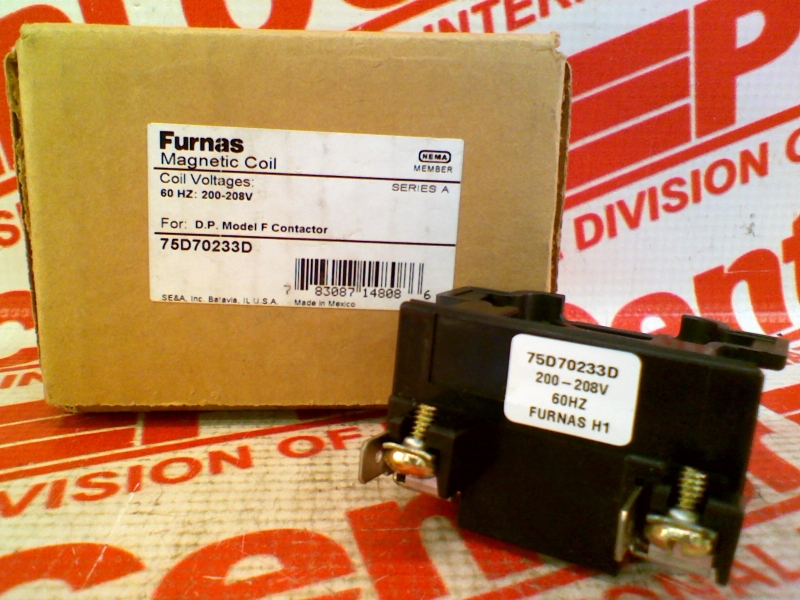 Furnas
Magnetic Coil
NEMA
MEMBER
Coil Voltages:
SERIES A
60 HZ: 200-208V
For: D.P. Model F Contactor
75D70233D
7 83087 14808 6
SE&A, Inc. Batavia, IL U.S.A. Made in Mexico
75D70233D
200-208V
60HZ
FURNAS H1
DIVISION OF
VISION OF